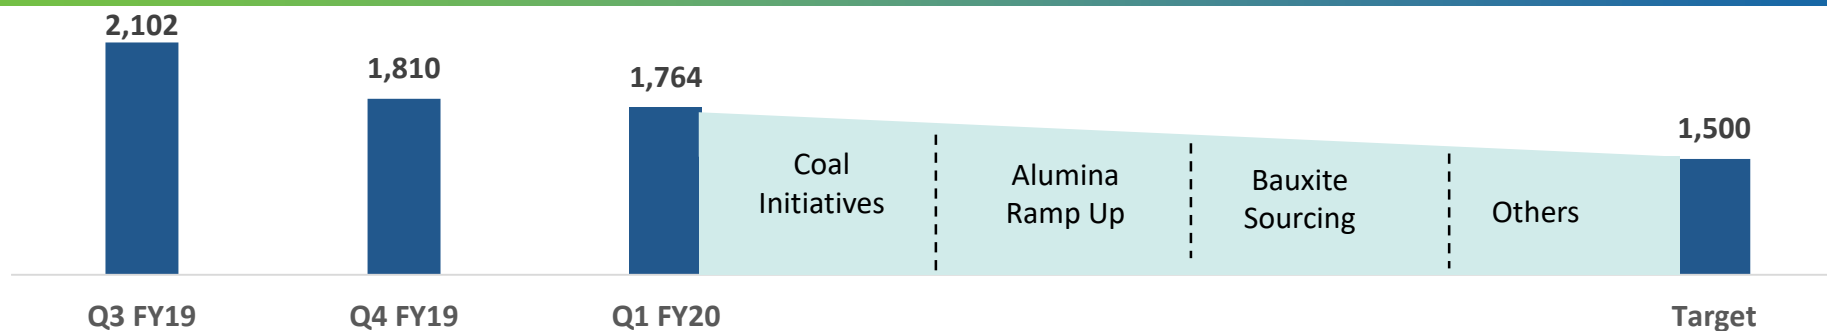 2,102
1,810
1,764
1,500
Coal
Initiatives
Alumina
Ramp Up
Bauxite
Sourcing
Others
Q3 FY19
Q4 FY19
Q1 FY20
Target